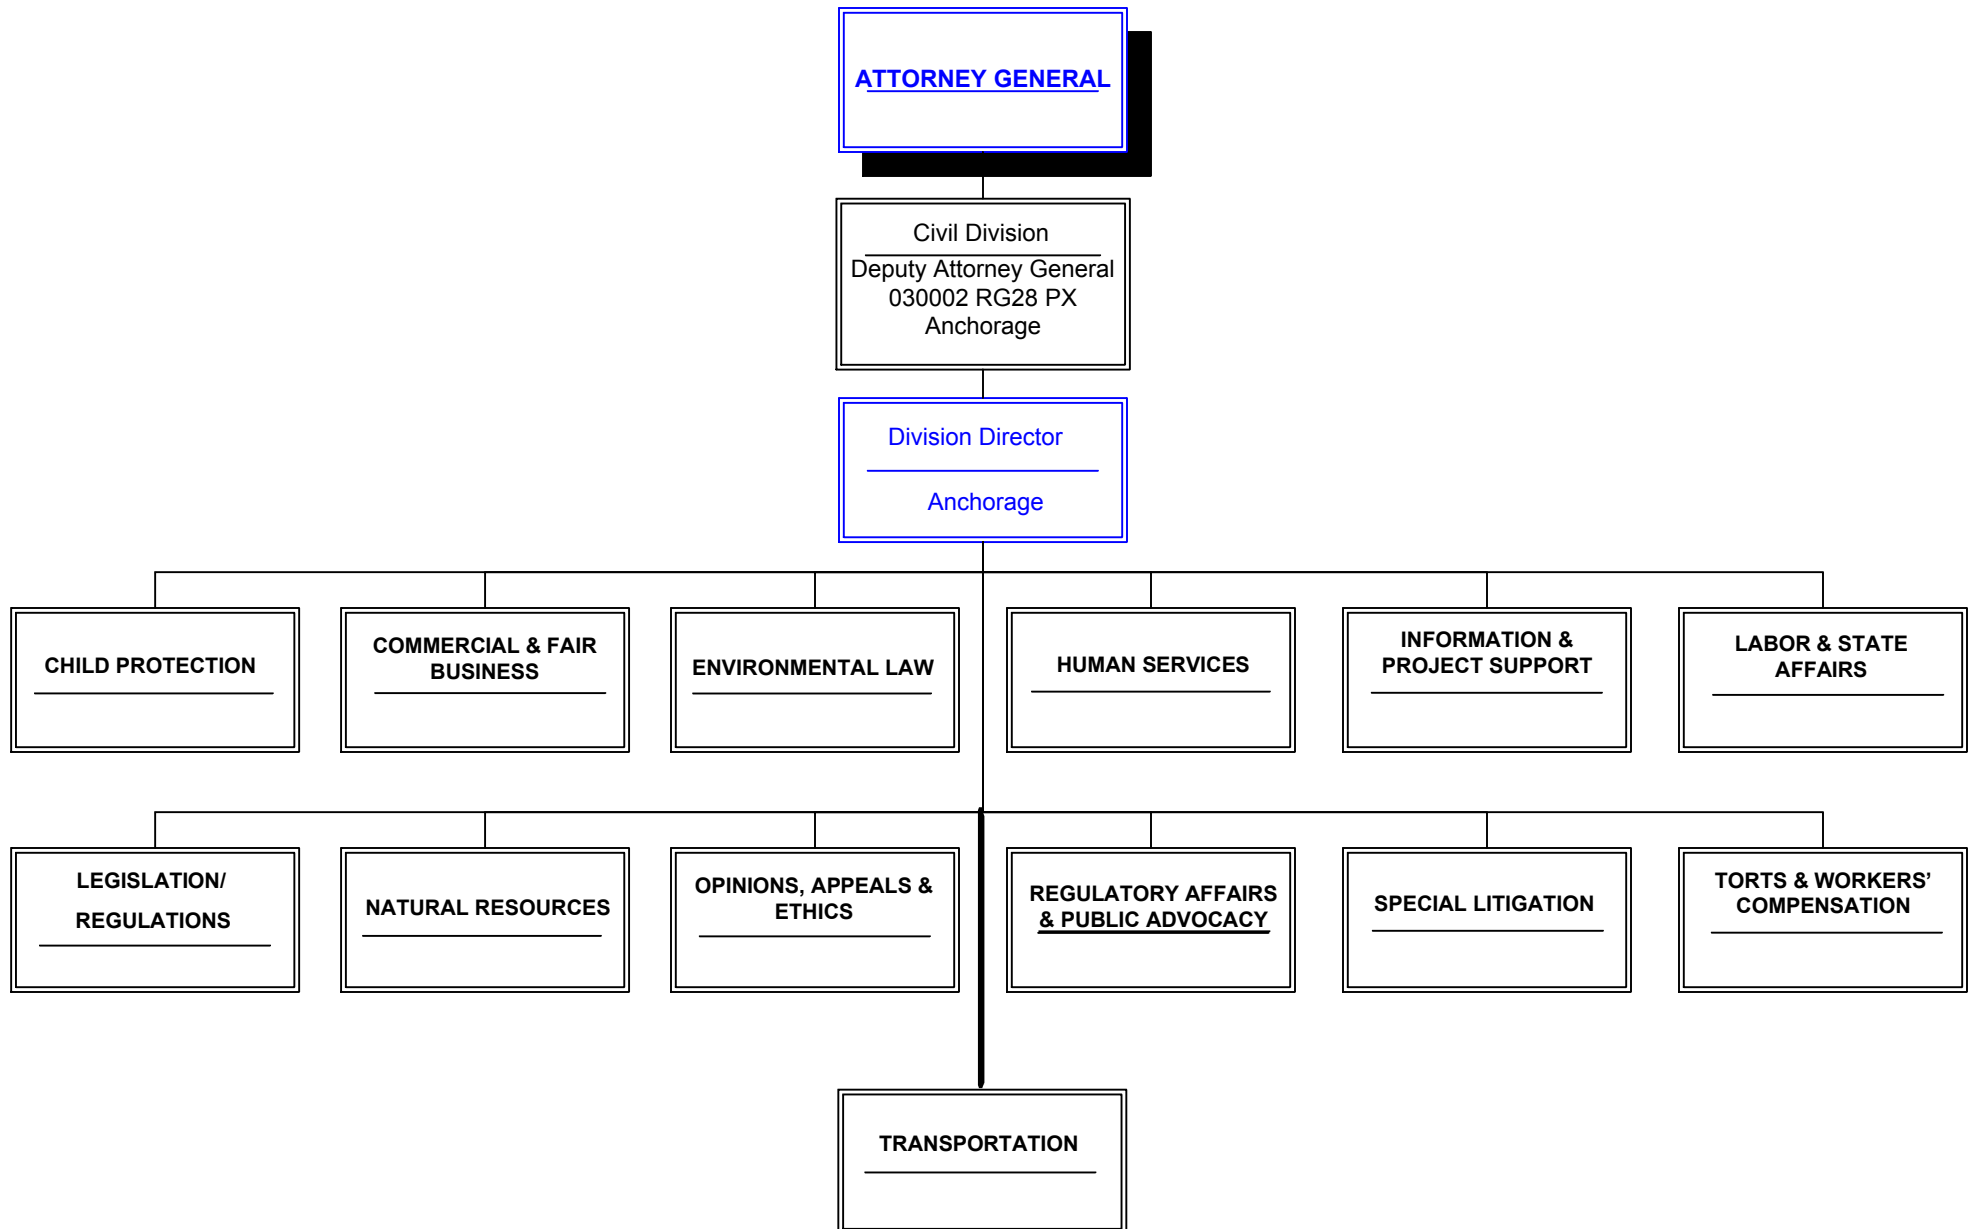 ATTORNEY GENERAL
Civil Division
Deputy Attorney General
030002 RG28 PX
Anchorage
Division Director
Anchorage
CHILD PROTECTION
COMMERCIAL & FAIR
BUSINESS
ENVIRONMENTAL LAW
HUMAN SERVICES
INFORMATION &
PROJECT SUPPORT
LABOR & STATE
AFFAIRS
LEGISLATION/
REGULATIONS
NATURAL RESOURCES
OPINIONS, APPEALS &
ETHICS
REGULATORY AFFAIRS
& PUBLIC ADVOCACY
SPECIAL LITIGATION
TORTS & WORKERS’
COMPENSATION
TRANSPORTATION